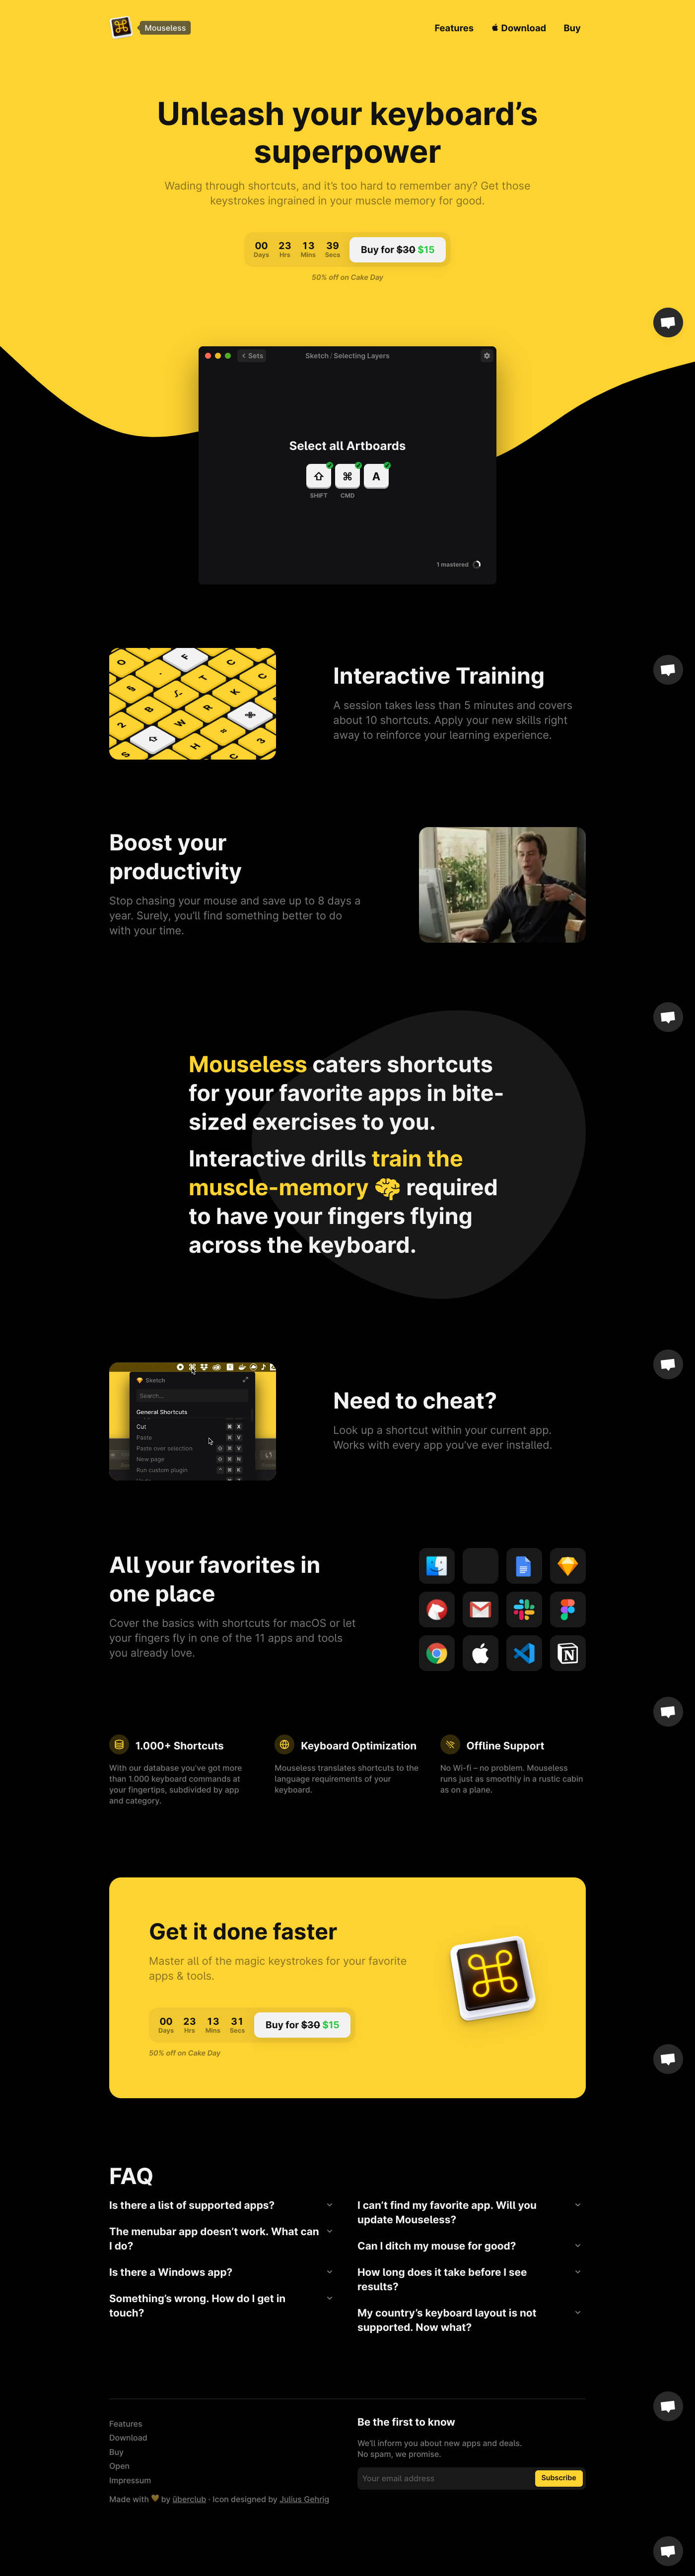 Mouseless
Features
Download
Buy
Unleash your keyboard’s
superpower
Wading through shortcuts, and it’s too hard to remember any? Get those
keystrokes ingrained in your muscle memory for good.
00 23 13 39
Days Hrs Mins Secs
Buy for $30 $15
50% off on Cake Day
Sets
Sketch / Selecting Layers
Select all Artboards
A
SHIFT CMD
1 mastered
Interactive Training
A session takes less than 5 minutes and covers
about 10 shortcuts. Apply your new skills right
away to reinforce your learning experience.
Boost your
productivity
Stop chasing your mouse and save up to 8 days a
year. Surely, you’ll find something better to do
with your time.
Mouseless caters shortcuts
for your favorite apps in bite-
sized exercises to you.
Interactive drills train the
muscle-memory required
to have your fingers flying
across the keyboard.
Sketch
Search...
General Shortcuts
Cut ⌘ X
Paste ⌘ V
Paste over selection ⇧ ⌘ V
New page ⇧ ⌘ N
Run custom plugin ⌃ ⌘ K
Need to cheat?
Look up a shortcut within your current app.
Works with every app you’ve ever installed.
All your favorites in
one place
Cover the basics with shortcuts for macOS or let
your fingers fly in one of the 11 apps and tools
you already love.
1.000+ Shortcuts
With our database you’ve got more
than 1.000 keyboard commands at
your fingertips, subdivided by app
and category.
Keyboard Optimization
Mouseless translates shortcuts to the
language requirements of your
keyboard.
Offline Support
No Wi-fi – no problem. Mouseless
runs just as smoothly in a rustic cabin
as on a plane.
Get it done faster
Master all of the magic keystrokes for your favorite
apps & tools.
00 23 13 31
Days Hrs Mins Secs
Buy for $30 $15
50% off on Cake Day
FAQ
Is there a list of supported apps?
The menubar app doesn’t work. What can
I do?
Is there a Windows app?
Something’s wrong. How do I get in
touch?
I can’t find my favorite app. Will you
update Mouseless?
Can I ditch my mouse for good?
How long does it take before I see
results?
My country’s keyboard layout is not
supported. Now what?
Features
Download
Buy
Open
Impressum
Made with 💛 by überclub · Icon designed by Julius Gehrig
Be the first to know
We’ll inform you about new apps and deals.
No spam, we promise.
Your email address
Subscribe